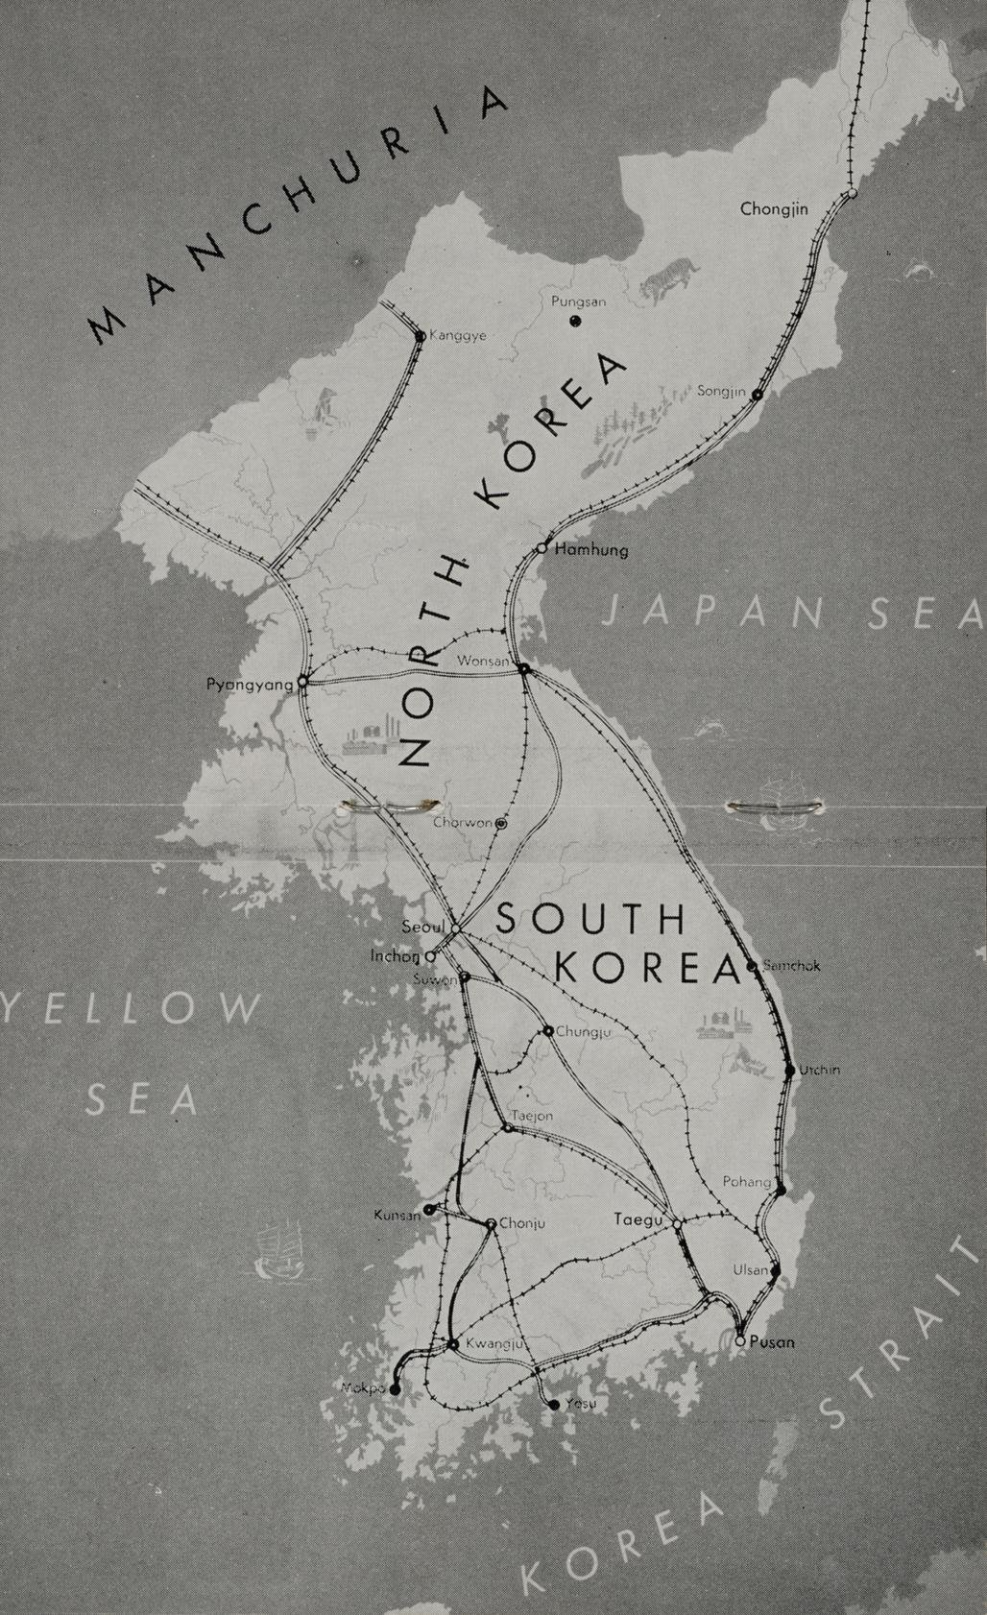 MANCHURIA
Chongjin
Pungsan
Kanggye
Songjin
NORTH KOREA
Hamhung
JAPAN SEA
Wonsan
Pyongyang
Chorwon
Seoul
SOUTH
KOREA
Inchon
Samchok
Suwon
YELLOW
SEA
Chungju
Utchin
Taejon
Pohang
Kunsan
Chonju
Taegu
Ulsan
Kwangju
Pusan
Mokpo
Yosu
KOREA STRAIT